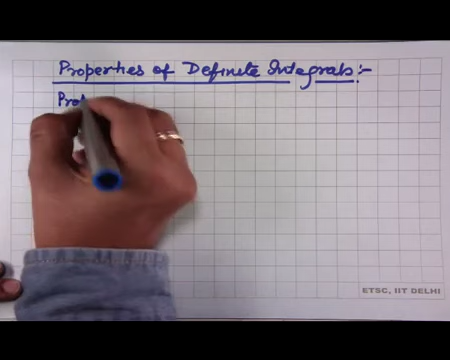 Properties of Definite Integrals:-
ETSC, IIT DELHI